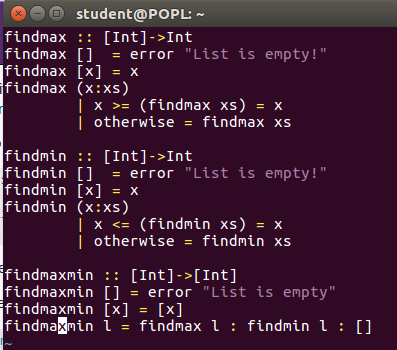 student@POPL: ~
findmax :: [Int]->Int
findmax []  = error "List is empty!"
findmax [x] = x
findmax (x:xs)
        | x >= (findmax xs) = x
        | otherwise = findmax xs
findmin :: [Int]->Int
findmin []  = error "List is empty!"
findmin [x] = x
findmin (x:xs)
        | x <= (findmin xs) = x
        | otherwise = findmin xs
findmaxmin :: [Int]->[Int]
findmaxmin [] = error "List is empty"
findmaxmin [x] = [x]
findmaxmin l = findmax l : findmin l : []
~